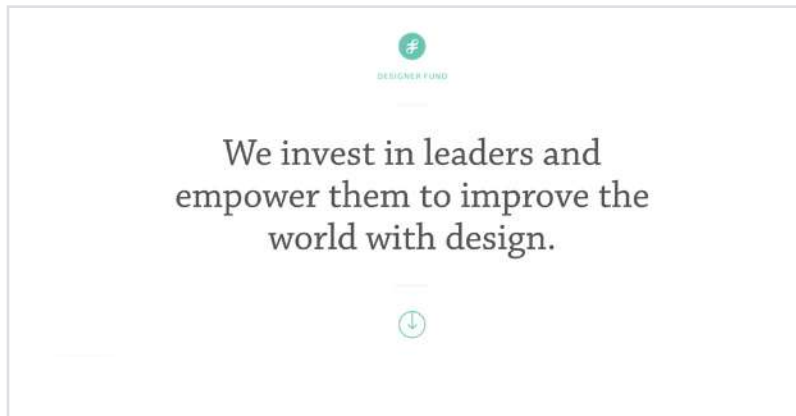 DESIGNER FUND
We invest in leaders and
empower them to improve the
world with design.